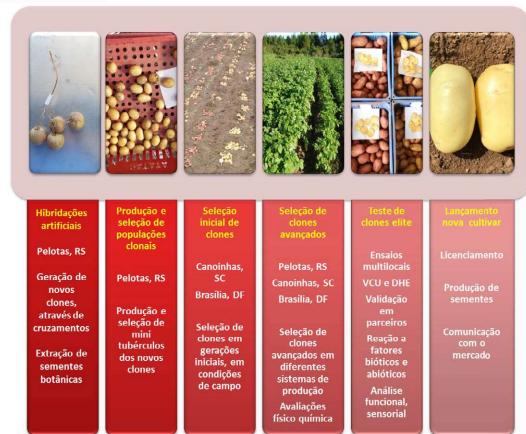 Hibridações
artificiais
Pelotas, RS
Geração de
novos
clones,
através de
cruzamentos
Extração de
sementes
botânicas
Produção e
seleção de
populações
clonais
Pelotas, RS
Produção e
seleção de
mini
tubérculos
dos novos
clones
Seleção
inicial de
clones
Canoinhas,
SC
Brasília, DF
Seleção de
clones em
gerações
iniciais, em
condições
de campo
Seleção de
clones
avançados
Pelotas, RS
Canoinhas, SC
Brasília, DF
Seleção de
clones
avançados em
diferentes
sistemas de
produção
Avaliações
físico química
Teste de
clones elite
Ensaios
multilocais
VCU e DHE
Validação
em
parceiros
Reação a
fatores
bióticos e
abióticos
Análise
funcional,
sensorial
Lançamento
nova cultivar
Licenciamento
Produção de
sementes
Comunicação
com o
mercado